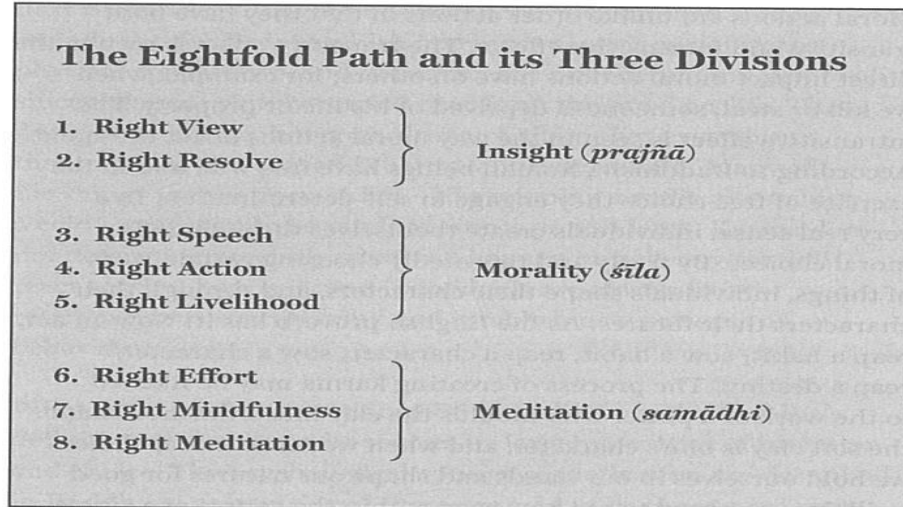 The Eightfold Path and its Three Divisions
1. Right View
2. Right Resolve
Insight (prajñā)
3. Right Speech
4. Right Action
5. Right Livelihood
Morality (śīla)
6. Right Effort
7. Right Mindfulness
8. Right Meditation
Meditation (samādhi)